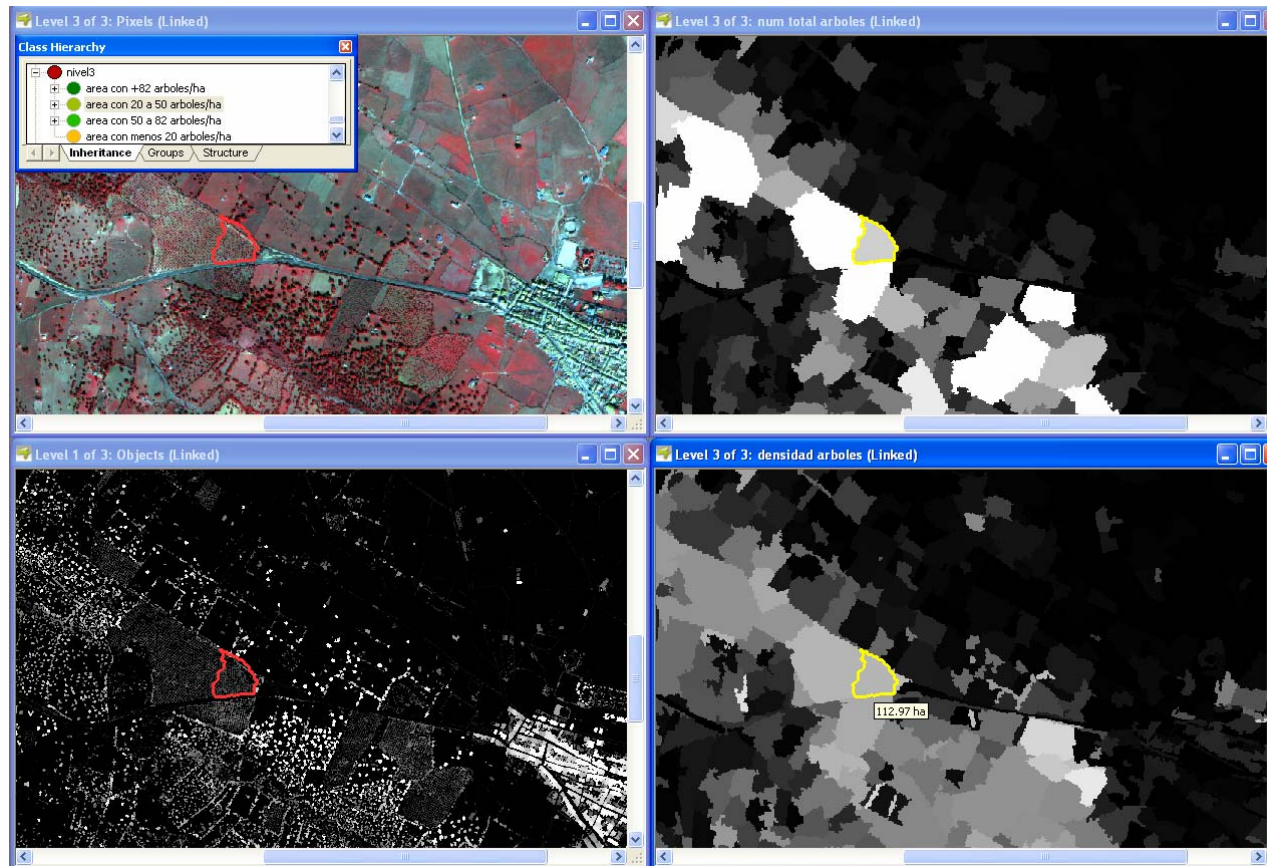 Level 3 of 3: Pixels (Linked)
Class Hierarchy
nivel3
area con +82 arboles/ha
area con 20 a 50 arboles/ha
area con 50 a 82 arboles/ha
area con menos 20 arboles/ha
Inheritance Groups Structure
Level 3 of 3: num total arboles (Linked)
Level 1 of 3: Objects (Linked)
Level 3 of 3: densidad arboles (Linked)
112.97 ha